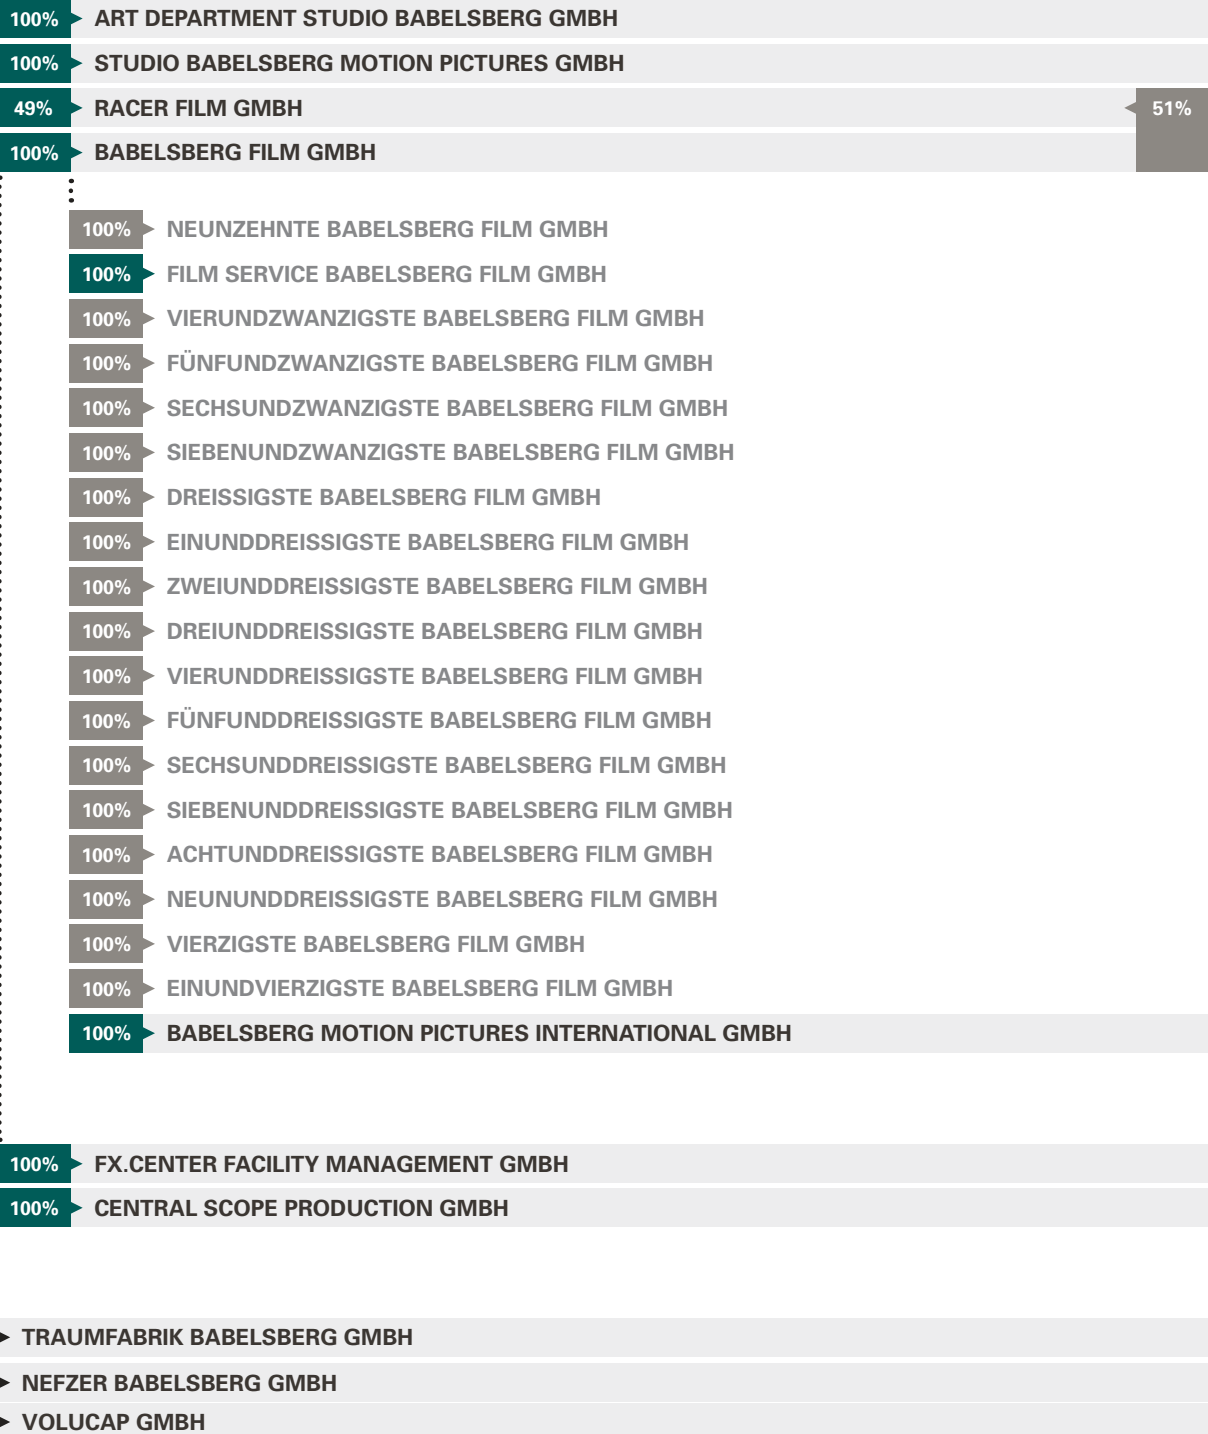 100% ART DEPARTMENT STUDIO BABELSBERG GMBH
100% STUDIO BABELSBERG MOTION PICTURES GMBH
49% RACER FILM GMBH 51%
100% BABELSBERG FILM GMBH
100% NEUNZEHNTE BABELSBERG FILM GMBH
100% FILM SERVICE BABELSBERG FILM GMBH
100% VIERUNDZWANZIGSTE BABELSBERG FILM GMBH
100% FÜNFUNDZWANZIGSTE BABELSBERG FILM GMBH
100% SECHSUNDZWANZIGSTE BABELSBERG FILM GMBH
100% SIEBENUNDZWANZIGSTE BABELSBERG FILM GMBH
100% DREISSIGSTE BABELSBERG FILM GMBH
100% EINUNDDREISSIGSTE BABELSBERG FILM GMBH
100% ZWEIUNDDREISSIGSTE BABELSBERG FILM GMBH
100% DREIUNDDREISSIGSTE BABELSBERG FILM GMBH
100% VIERUNDDREISSIGSTE BABELSBERG FILM GMBH
100% FÜNFUNDDREISSIGSTE BABELSBERG FILM GMBH
100% SECHSUNDDREISSIGSTE BABELSBERG FILM GMBH
100% SIEBENUNDDREISSIGSTE BABELSBERG FILM GMBH
100% ACHTUNDDREISSIGSTE BABELSBERG FILM GMBH
100% NEUNUNDDREISSIGSTE BABELSBERG FILM GMBH
100% VIERZIGSTE BABELSBERG FILM GMBH
100% EINUNDVIERZIGSTE BABELSBERG FILM GMBH
100% BABELSBERG MOTION PICTURES INTERNATIONAL GMBH
100% FX.CENTER FACILITY MANAGEMENT GMBH
100% CENTRAL SCOPE PRODUCTION GMBH
TRAUMFABRIK BABELSBERG GMBH
NEFZER BABELSBERG GMBH
VOLUCAP GMBH